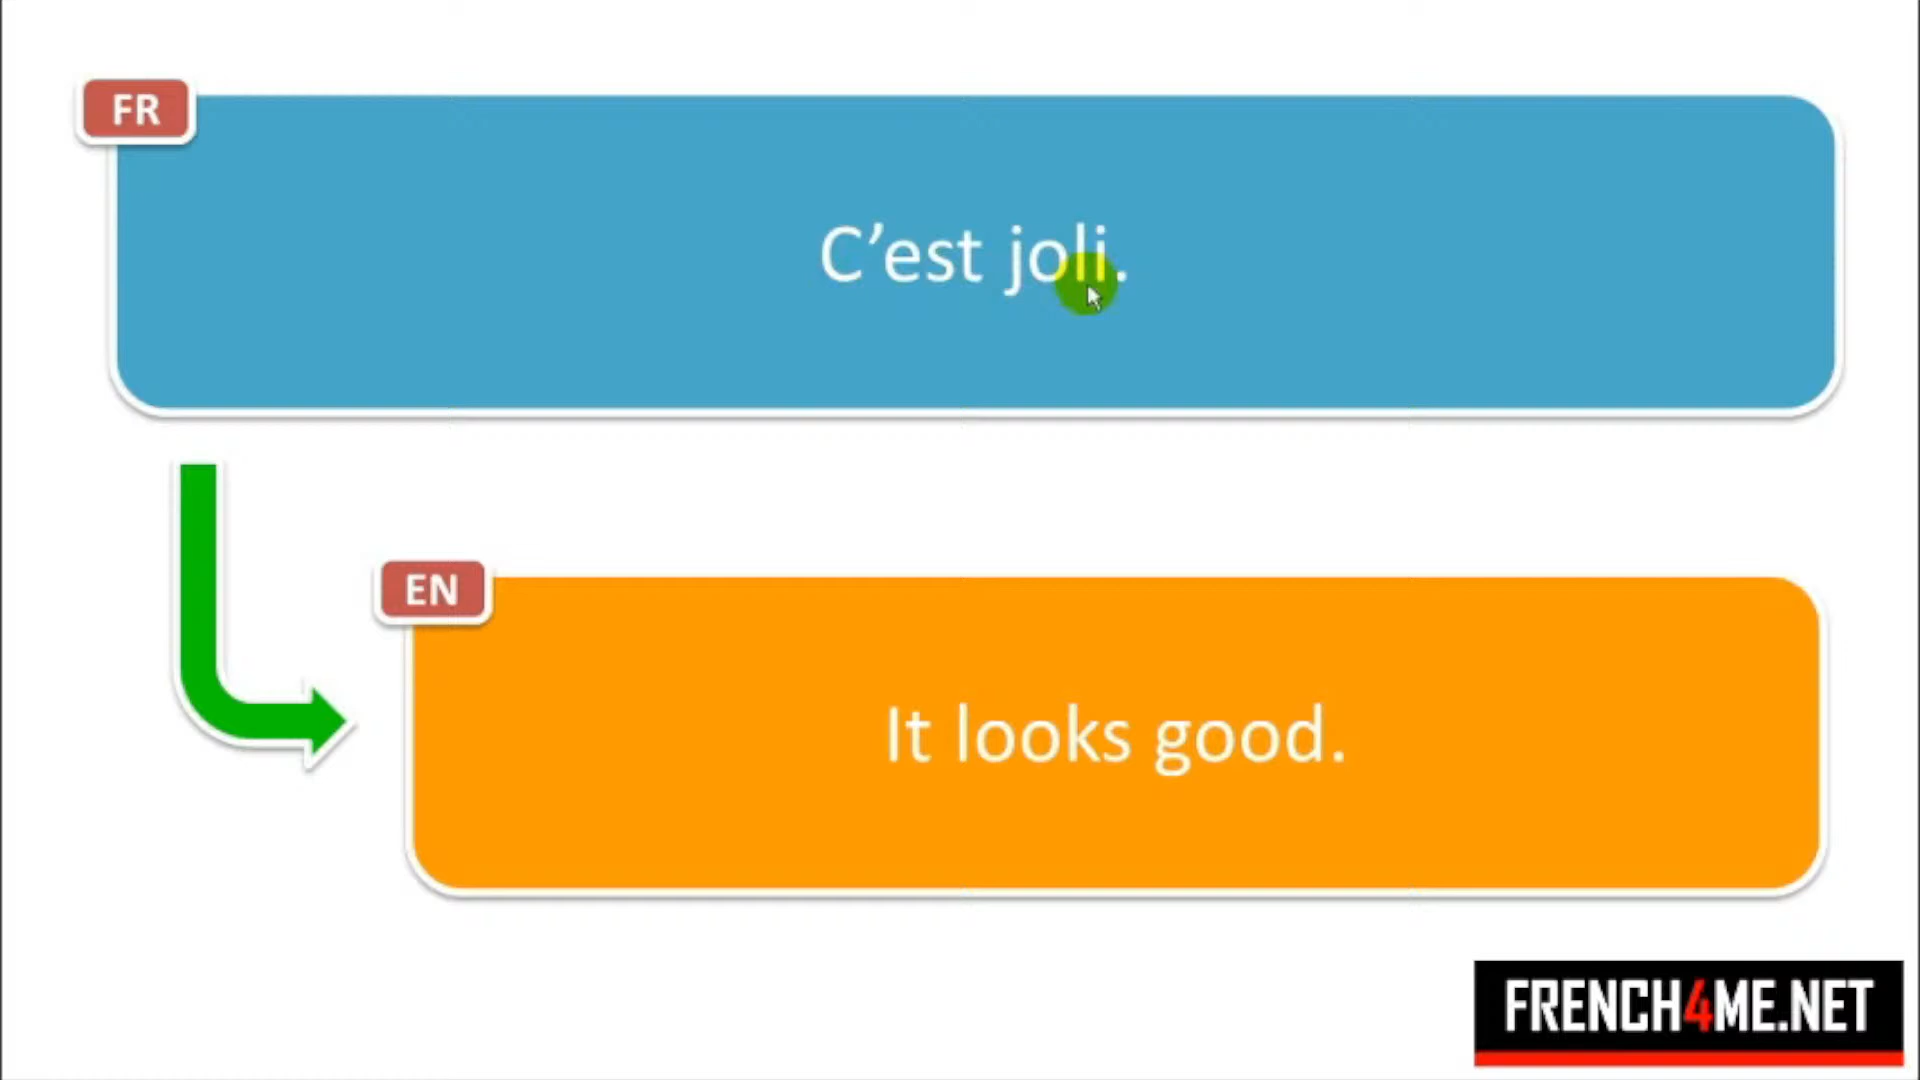 FR
C’est joli.
EN
It looks good.
FRENCH4ME.NET